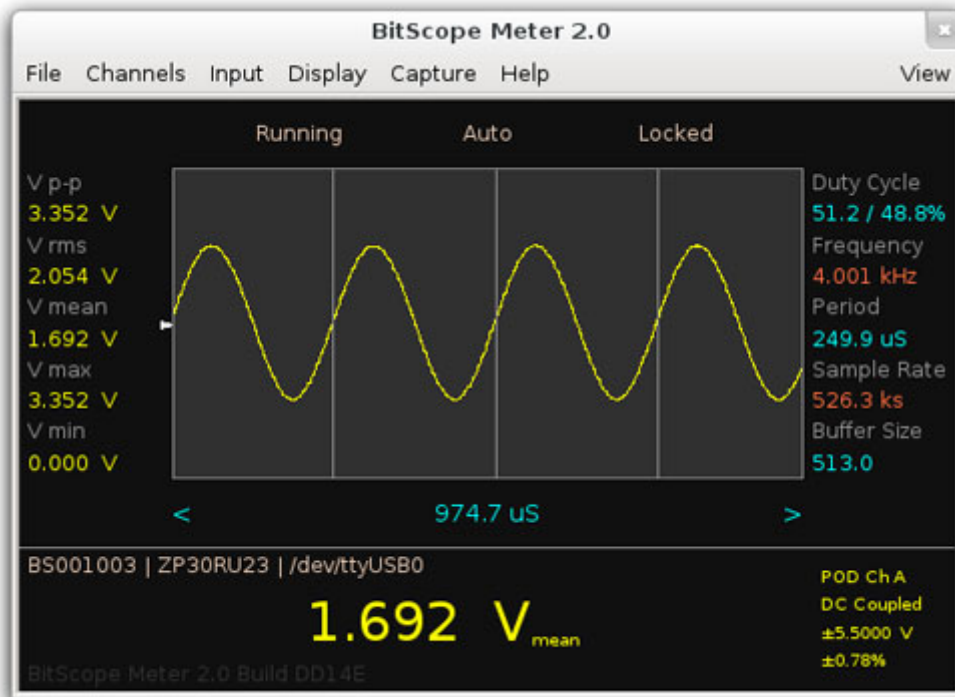 BitScope Meter 2.0
File Channels Input Display Capture Help View
Running Auto Locked
V p-p
3.352 V
V rms
2.054 V
V mean
1.692 V
V max
3.352 V
V min
0.000 V
Duty Cycle
51.2 / 48.8%
Frequency
4.001 kHz
Period
249.9 uS
Sample Rate
526.3 ks
Buffer Size
513.0
< 974.7 uS >
BS001003 | ZP30RU23 | /dev/ttyUSB0
1.692 V mean
POD Ch A
DC Coupled
±5.5000 V
±0.78%
BitScope Meter 2.0 Build DD14E